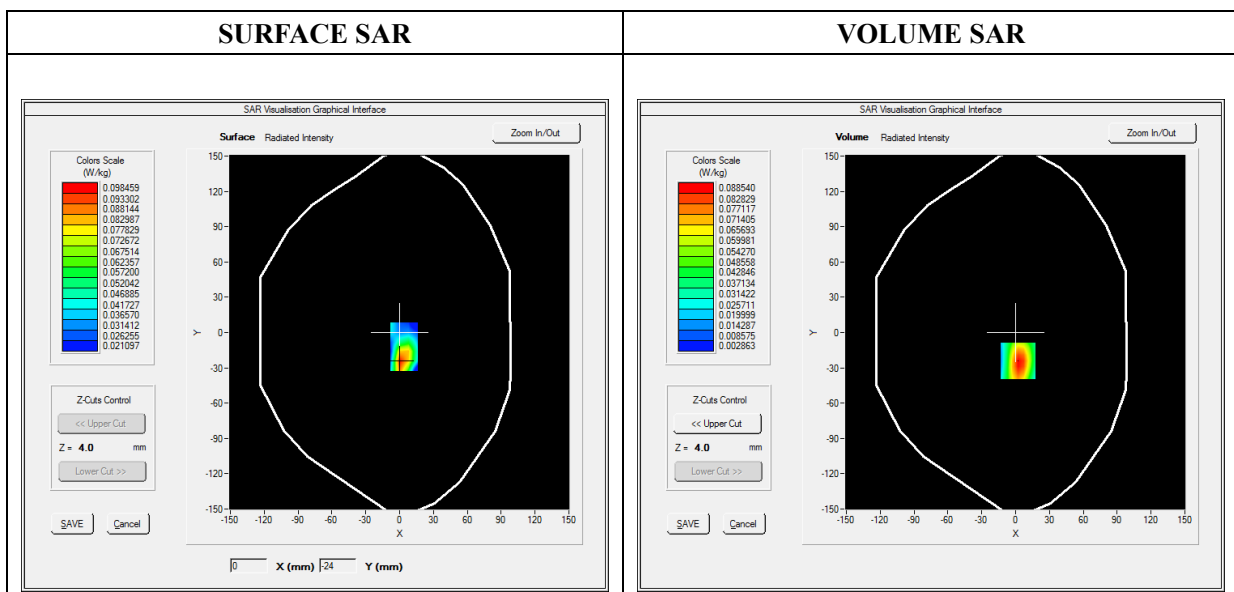 SURFACE SAR
VOLUME SAR
SAR Visualisation Graphical Interface
Surface Radiated Intensity
Zoom In/Out
Colors Scale
(W/kg)
0.098459
0.093302
0.088144
0.082987
0.077829
0.072672
0.067514
0.062357
0.057200
0.052042
0.046885
0.041727
0.036570
0.031412
0.026255
0.021097
Z-Cuts Control
<< Upper Cut
Z = 4.0 mm
Lower Cut >>
SAVE Cancel
150
120
90
60
30
0
-30
-60
-90
-120
-150
Y
-150 -120 -90 -60 -30 0 30 60 90 120 150
X
0 X (mm) -24 Y (mm)
SAR Visualisation Graphical Interface
Volume Radiated Intensity
Zoom In/Out
Colors Scale
(W/kg)
0.088540
0.082829
0.077117
0.071405
0.065693
0.059981
0.054270
0.048558
0.042846
0.037134
0.031422
0.025711
0.019999
0.014287
0.008575
0.002863
Z-Cuts Control
<< Upper Cut
Z = 4.0 mm
Lower Cut >>
SAVE Cancel
150
120
90
60
30
0
-30
-60
-90
-120
-150
Y
-150 -120 -90 -60 -30 0 30 60 90 120 150
X